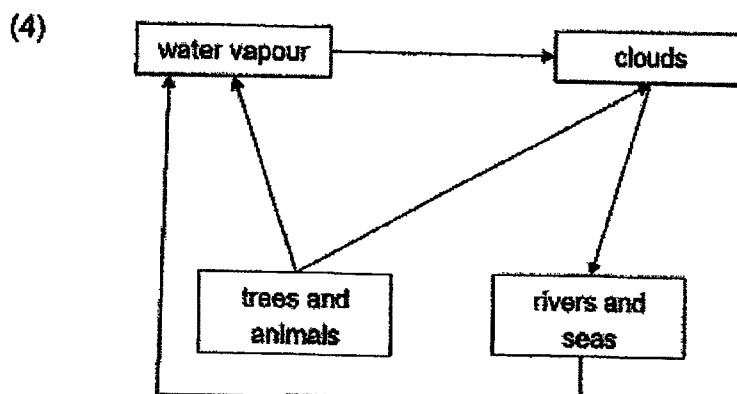 (4)
water vapour
clouds
trees and
animals
rivers and
seas